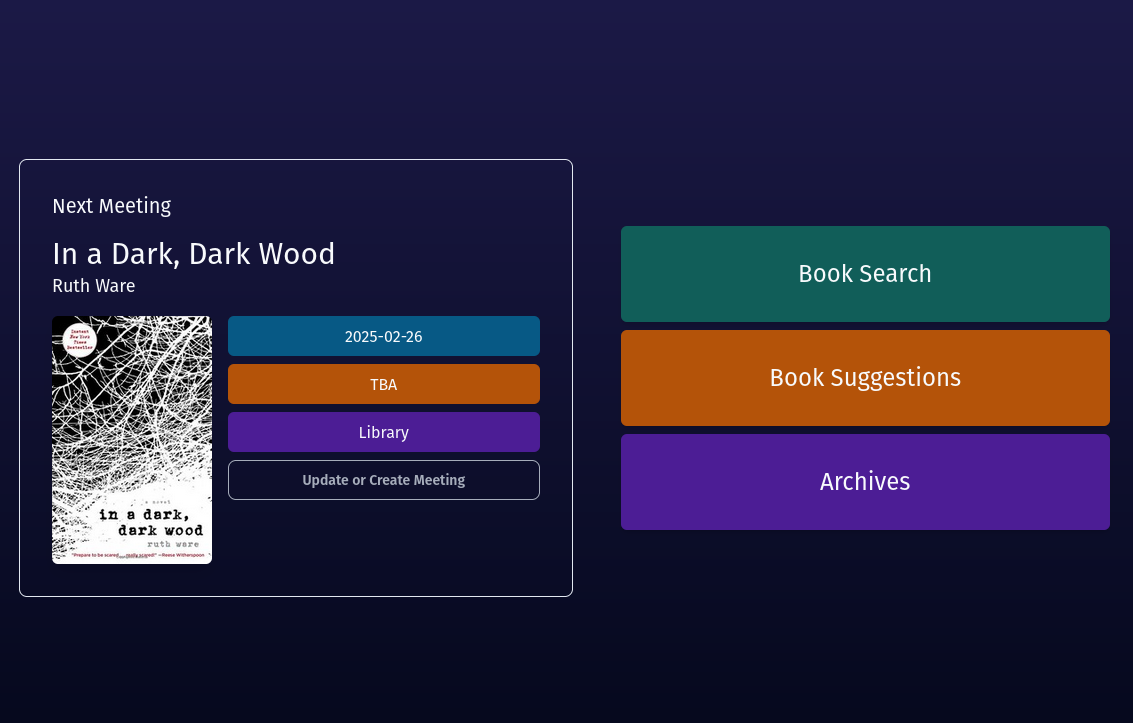 Next Meeting
In a Dark, Dark Wood
Ruth Ware
Instant
New York
Times
Bestseller
a novel
in a dark,
dark wood
ruth ware
"Prepare to be scared... really scared!" —Reese Witherspoon
2025-02-26
TBA
Library
Update or Create Meeting
Book Search
Book Suggestions
Archives